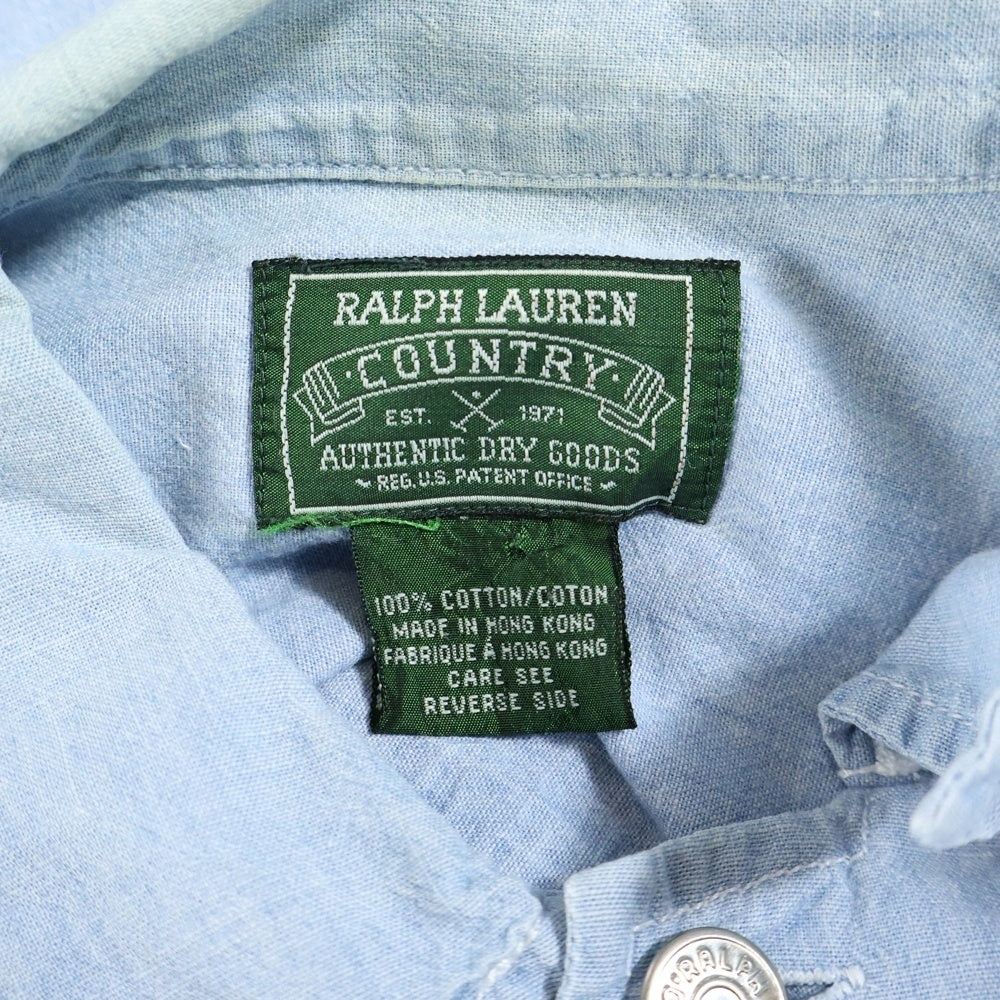 RALPH LAUREN
·COUNTRY·
EST. 1971
AUTHENTIC DRY GOODS
REG. U.S. PATENT OFFICE
100% COTTON/COTON
MADE IN HONG KONG
FABRIQUE À HONG KONG
CARE SEE
REVERSE SIDE
RALPH